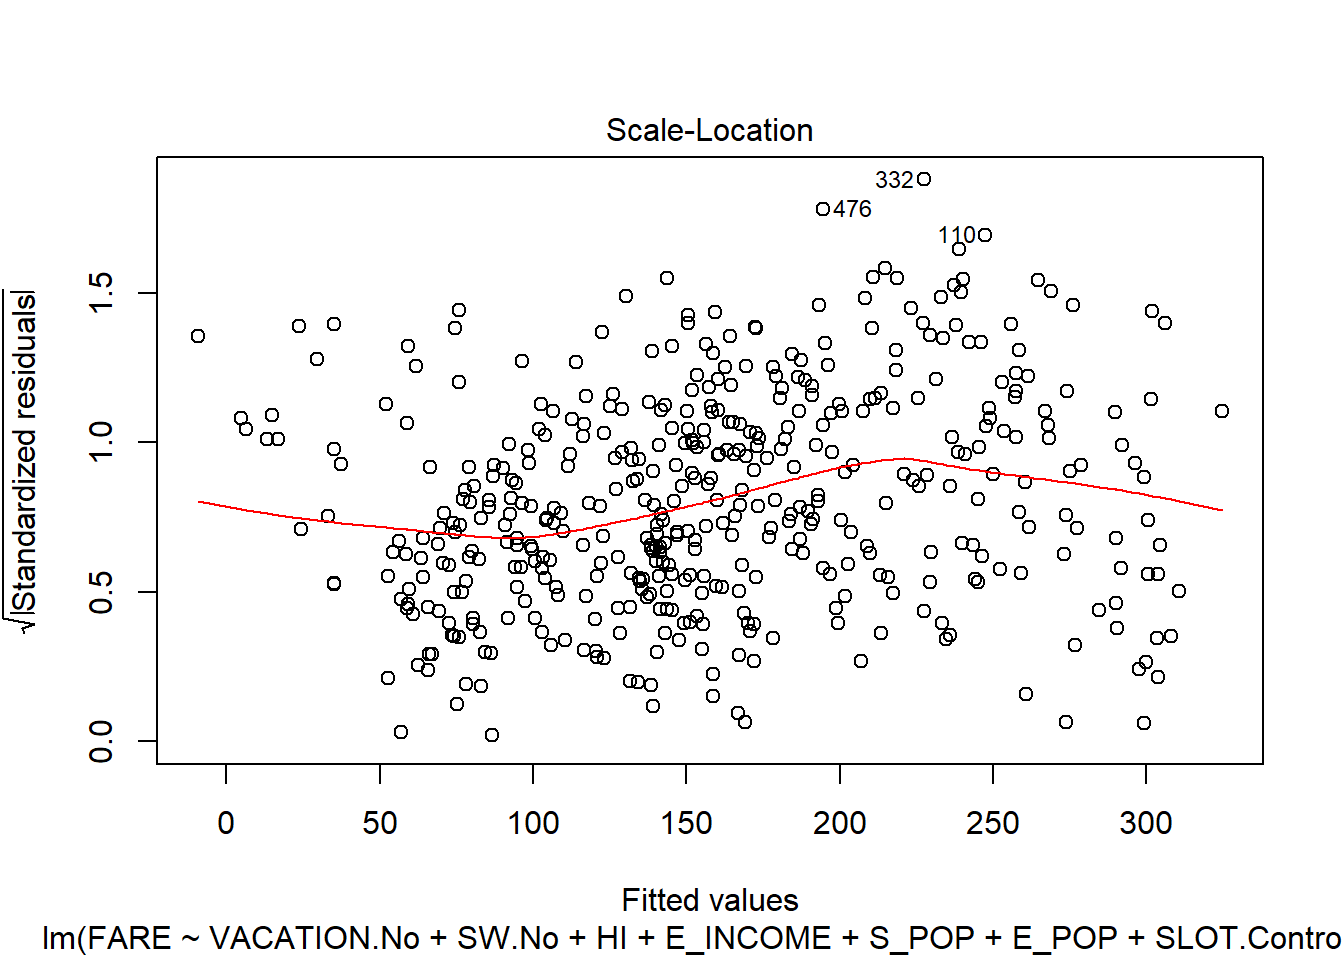 Scale-Location
332
476
110
√|Standardized residuals|
1.5
1.0
0.5
0.0
0 50 100 150 200 250 300
Fitted values
lm(FARE ~ VACATION.No + SW.No + HI + E_INCOME + S_POP + E_POP + SLOT.Contro